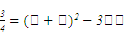 3/4 = (□ + □)² − 3□□